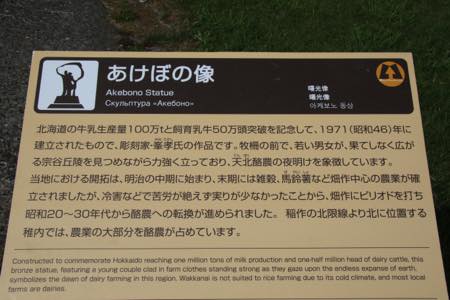 あけぼの像
Akebono Statue
Скульптура «Акебоно»
曙光像
曙光像
아케보노 동상
北海道の牛乳生産量100万tと飼育乳牛50万頭突破を記念して、1971(昭和46)年に
建立されたもので、彫刻家・峯孝氏の作品です。牧柵の前で、若い男女が、果てしなく広
がる宗谷丘陵を見つめながら力強く立っており、天北酪農の夜明けを象徴しています。
当地における開拓は、明治の中期に始まり、末期には雑穀、馬鈴薯など畑作中心の農業が確
立されましたが、冷害などで苦労が絶えず実りが少なかったことから、畑作にピリオドを打ち
昭和20〜30年代から酪農への転換が進められました。 稲作の北限線より北に位置する
稚内では、農業の大部分を酪農が占めています。
Constructed to commemorate Hokkaido reaching one million tons of milk production and one-half million head of dairy cattle, this
bronze statue, featuring a young couple clad in farm clothes standing strong as they gaze upon the endless expanse of earth,
symbolizes the dawn of dairy farming in this region. Wakkanai is not suited to rice farming due to its cold climate, and most local
farms are dairies.